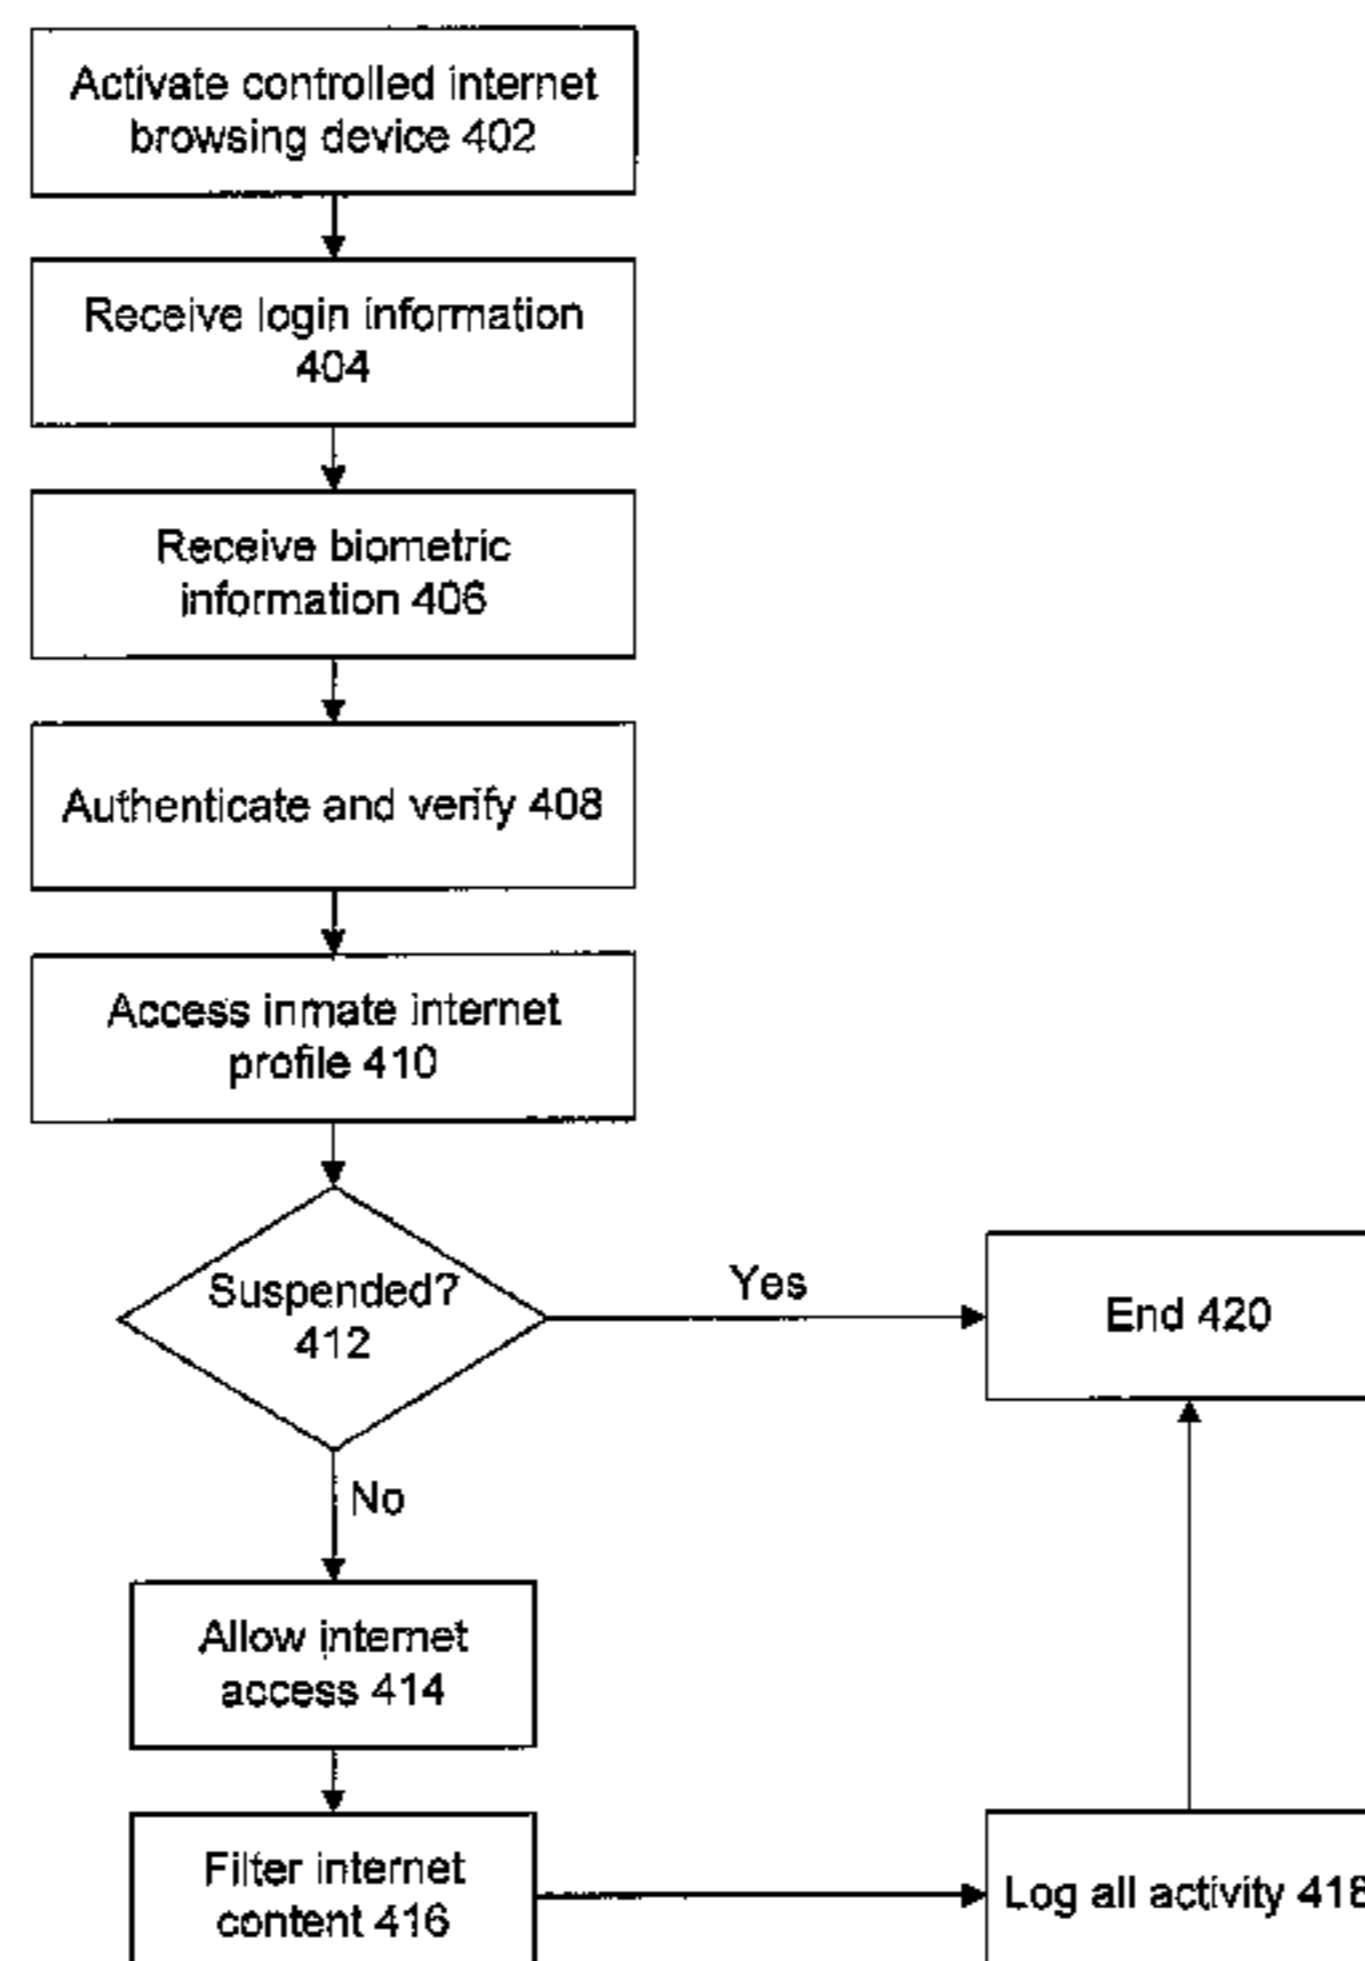 Activate controlled internet
browsing device 402
Receive login information
404
Receive biometric
information 406
Authenticate and verify 408
Access inmate internet
profile 410
Suspended?
412
Yes
End 420
No
Allow internet
access 414
Filter internet
content 416
Log all activity 418